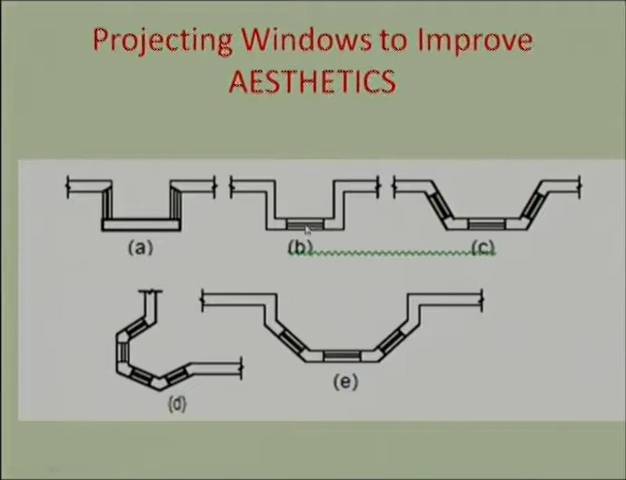 Projecting Windows to Improve
AESTHETICS
(a)
(b)
(c)
(d)
(e)